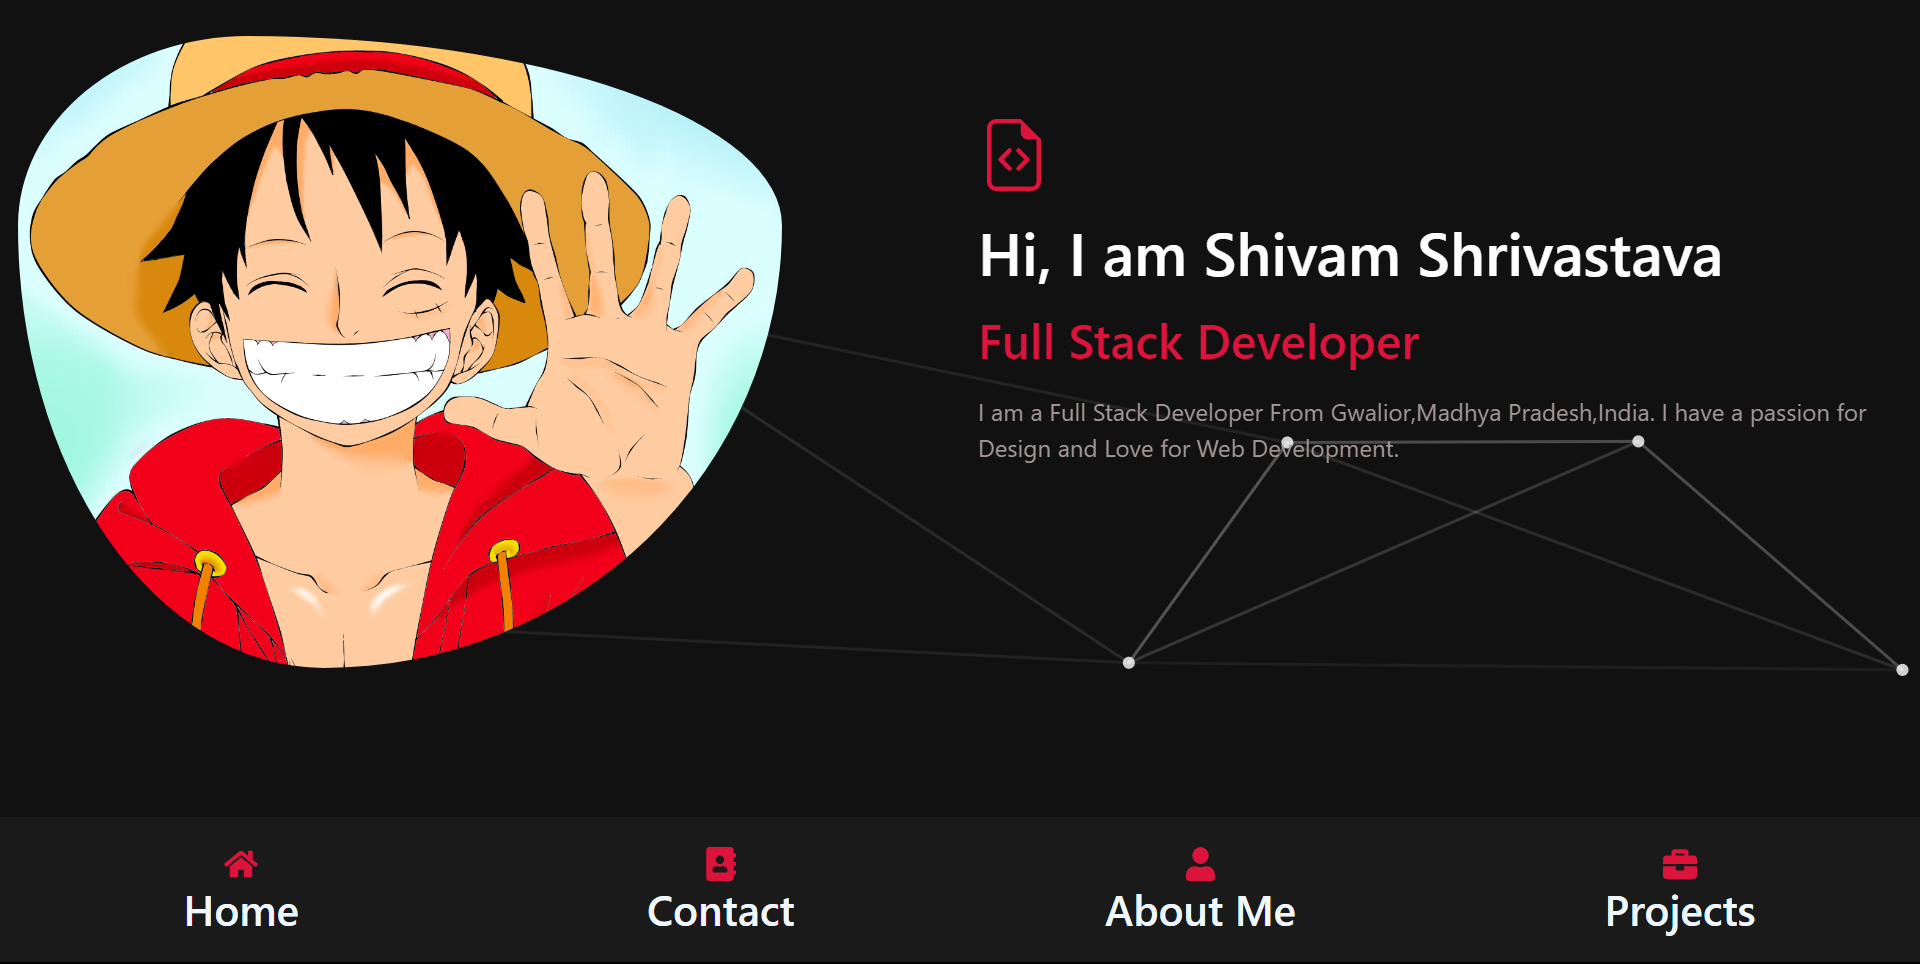 Hi, I am Shivam Shrivastava
Full Stack Developer
I am a Full Stack Developer From Gwalior,Madhya Pradesh,India. I have a passion for
Design and Love for Web Development.
Home
Contact
About Me
Projects